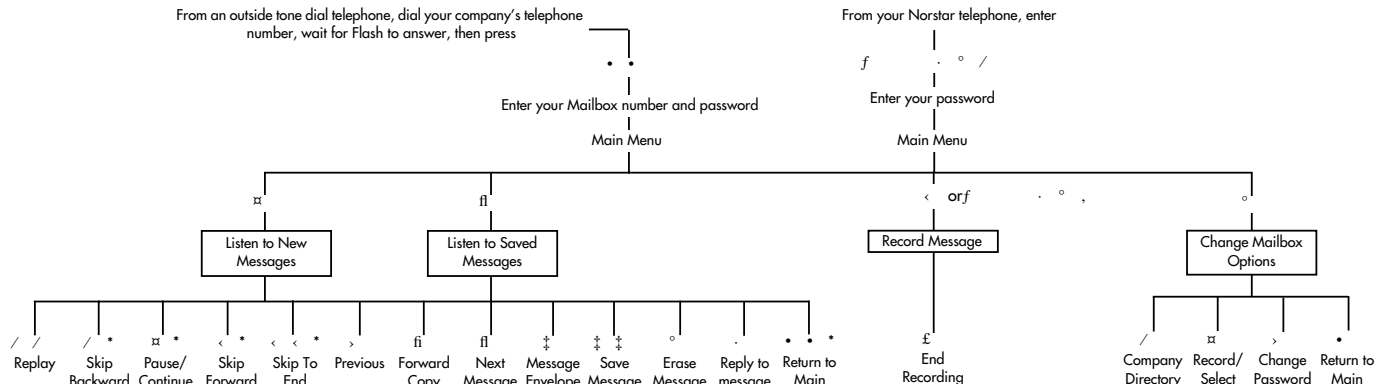 From an outside tone dial telephone, dial your company's telephone
number, wait for Flash to answer, then press
• •
Enter your Mailbox number and password
Main Menu
From your Norstar telephone, enter
ƒ · ° ⁄
Enter your password
Main Menu
¤ ﬂ ‹ orƒ · ° ‚ °
Listen to New
Messages
Listen to Saved
Messages
Record Message
Change Mailbox
Options
⁄ ⁄
Replay
⁄ *
Skip
Backward
¤ *
Pause/
Continue
‹ *
Skip
Forward
‹ ‹ *
Skip To
End
›
Previous
ﬁ
Forward
Copy
ﬂ
Next
Message
‡
Message
Envelope
‡ ‡
Save
Message
°
Erase
Message
·
Reply to
message
• • *
Return to
Main
£
End
Recording
⁄
Company
Directory
¤
Record/
Select
›
Change
Password
•
Return to
Main